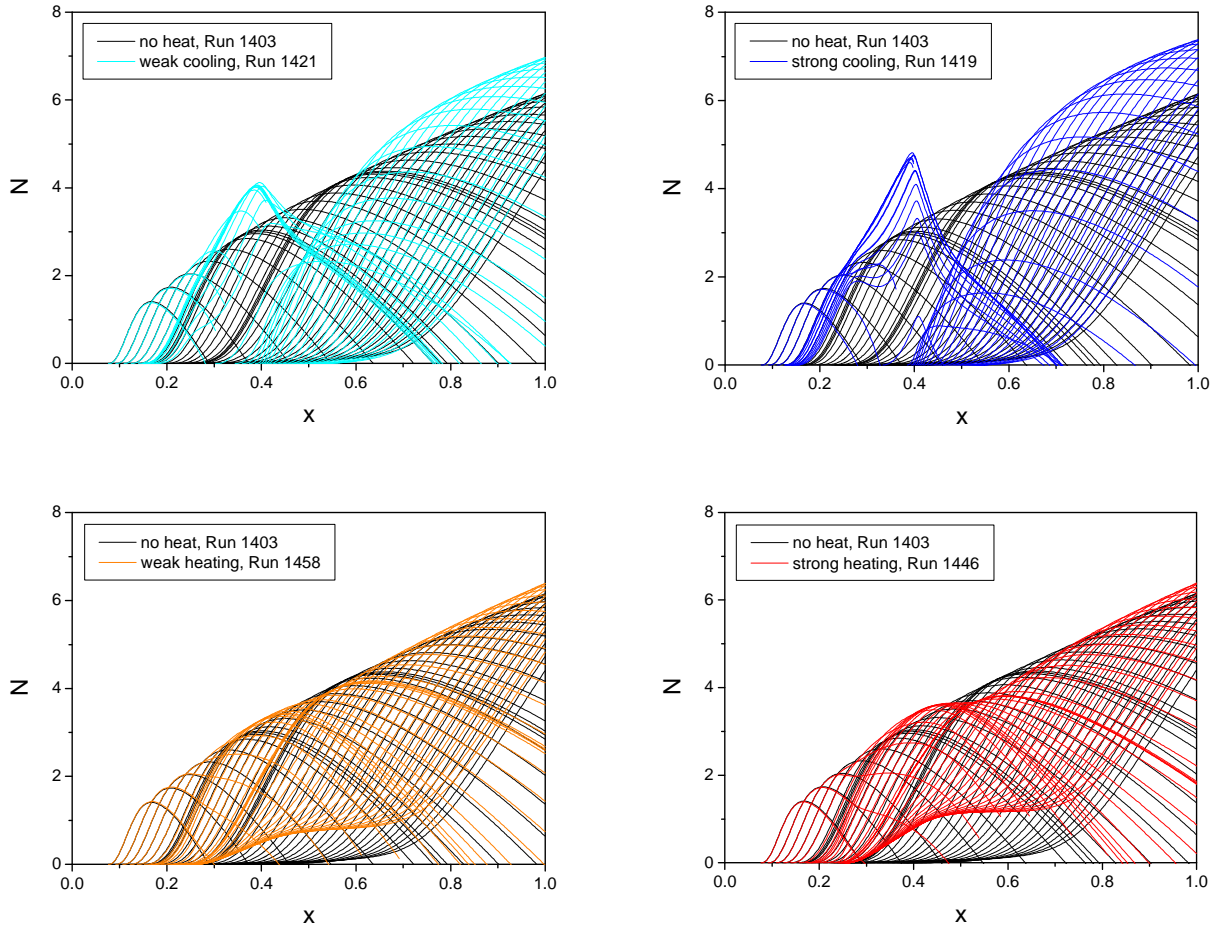 8
no heat, Run 1403
weak cooling, Run 1421
6
N
4
2
0
0.0 0.2 0.4 0.6 0.8 1.0
x
8
no heat, Run 1403
strong cooling, Run 1419
6
N
4
2
0
0.0 0.2 0.4 0.6 0.8 1.0
x
8
no heat, Run 1403
weak heating, Run 1458
6
N
4
2
0
0.0 0.2 0.4 0.6 0.8 1.0
x
8
no heat, Run 1403
strong heating, Run 1446
6
N
4
2
0
0.0 0.2 0.4 0.6 0.8 1.0
x